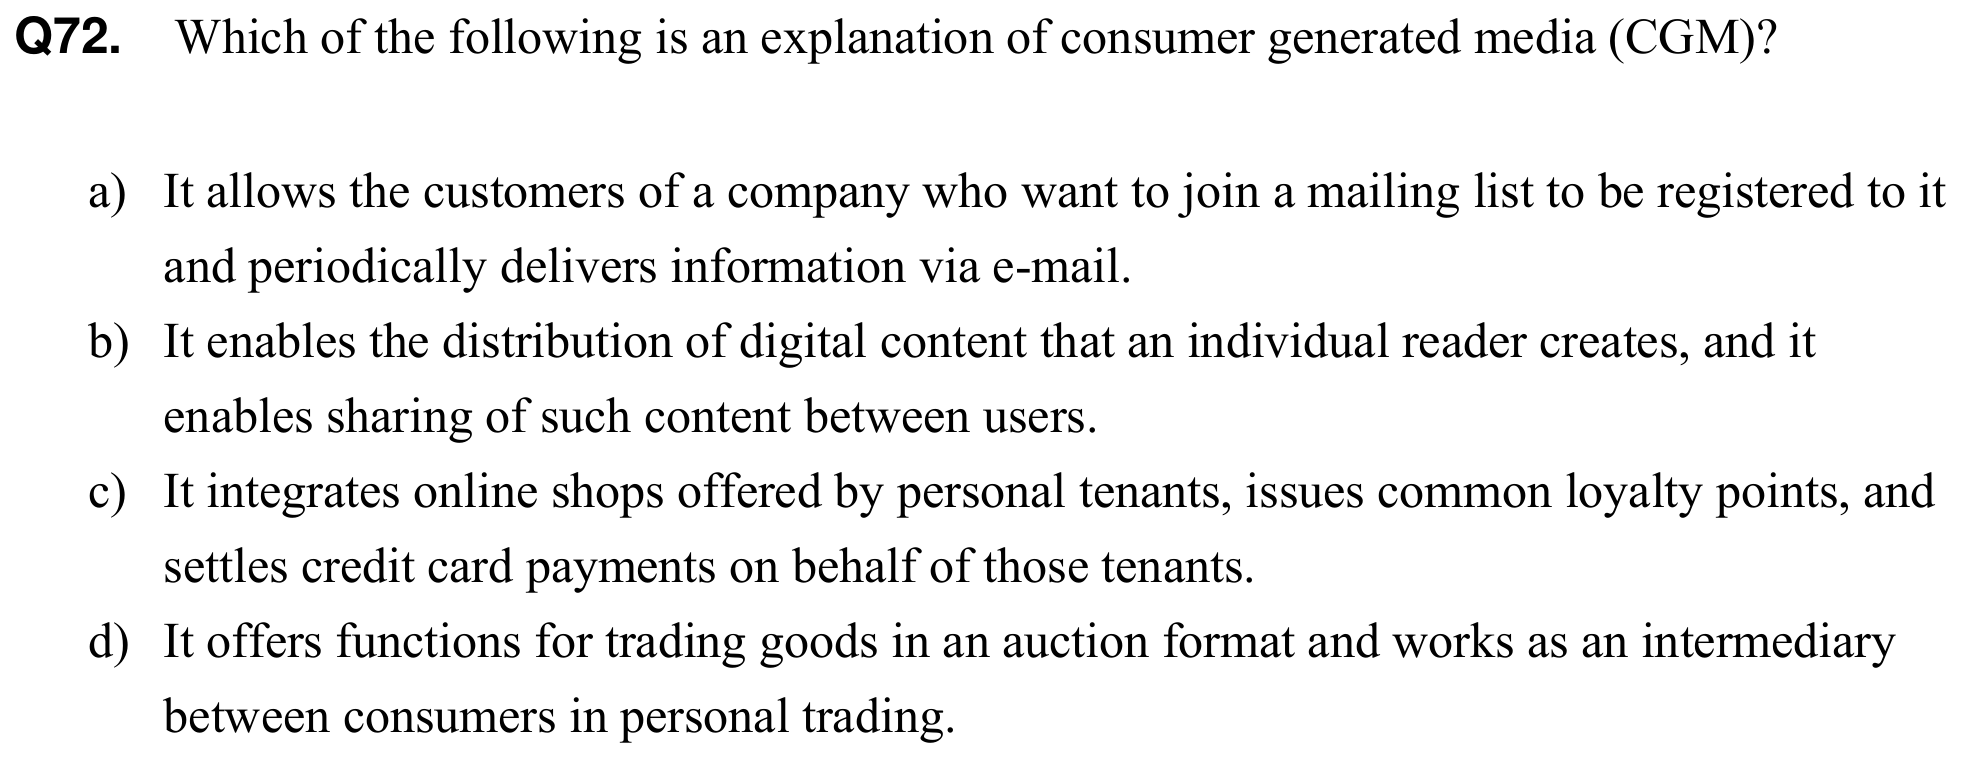 Q72. Which of the following is an explanation of consumer generated media (CGM)?
a) It allows the customers of a company who want to join a mailing list to be registered to it
and periodically delivers information via e-mail.
b) It enables the distribution of digital content that an individual reader creates, and it
enables sharing of such content between users.
c) It integrates online shops offered by personal tenants, issues common loyalty points, and
settles credit card payments on behalf of those tenants.
d) It offers functions for trading goods in an auction format and works as an intermediary
between consumers in personal trading.